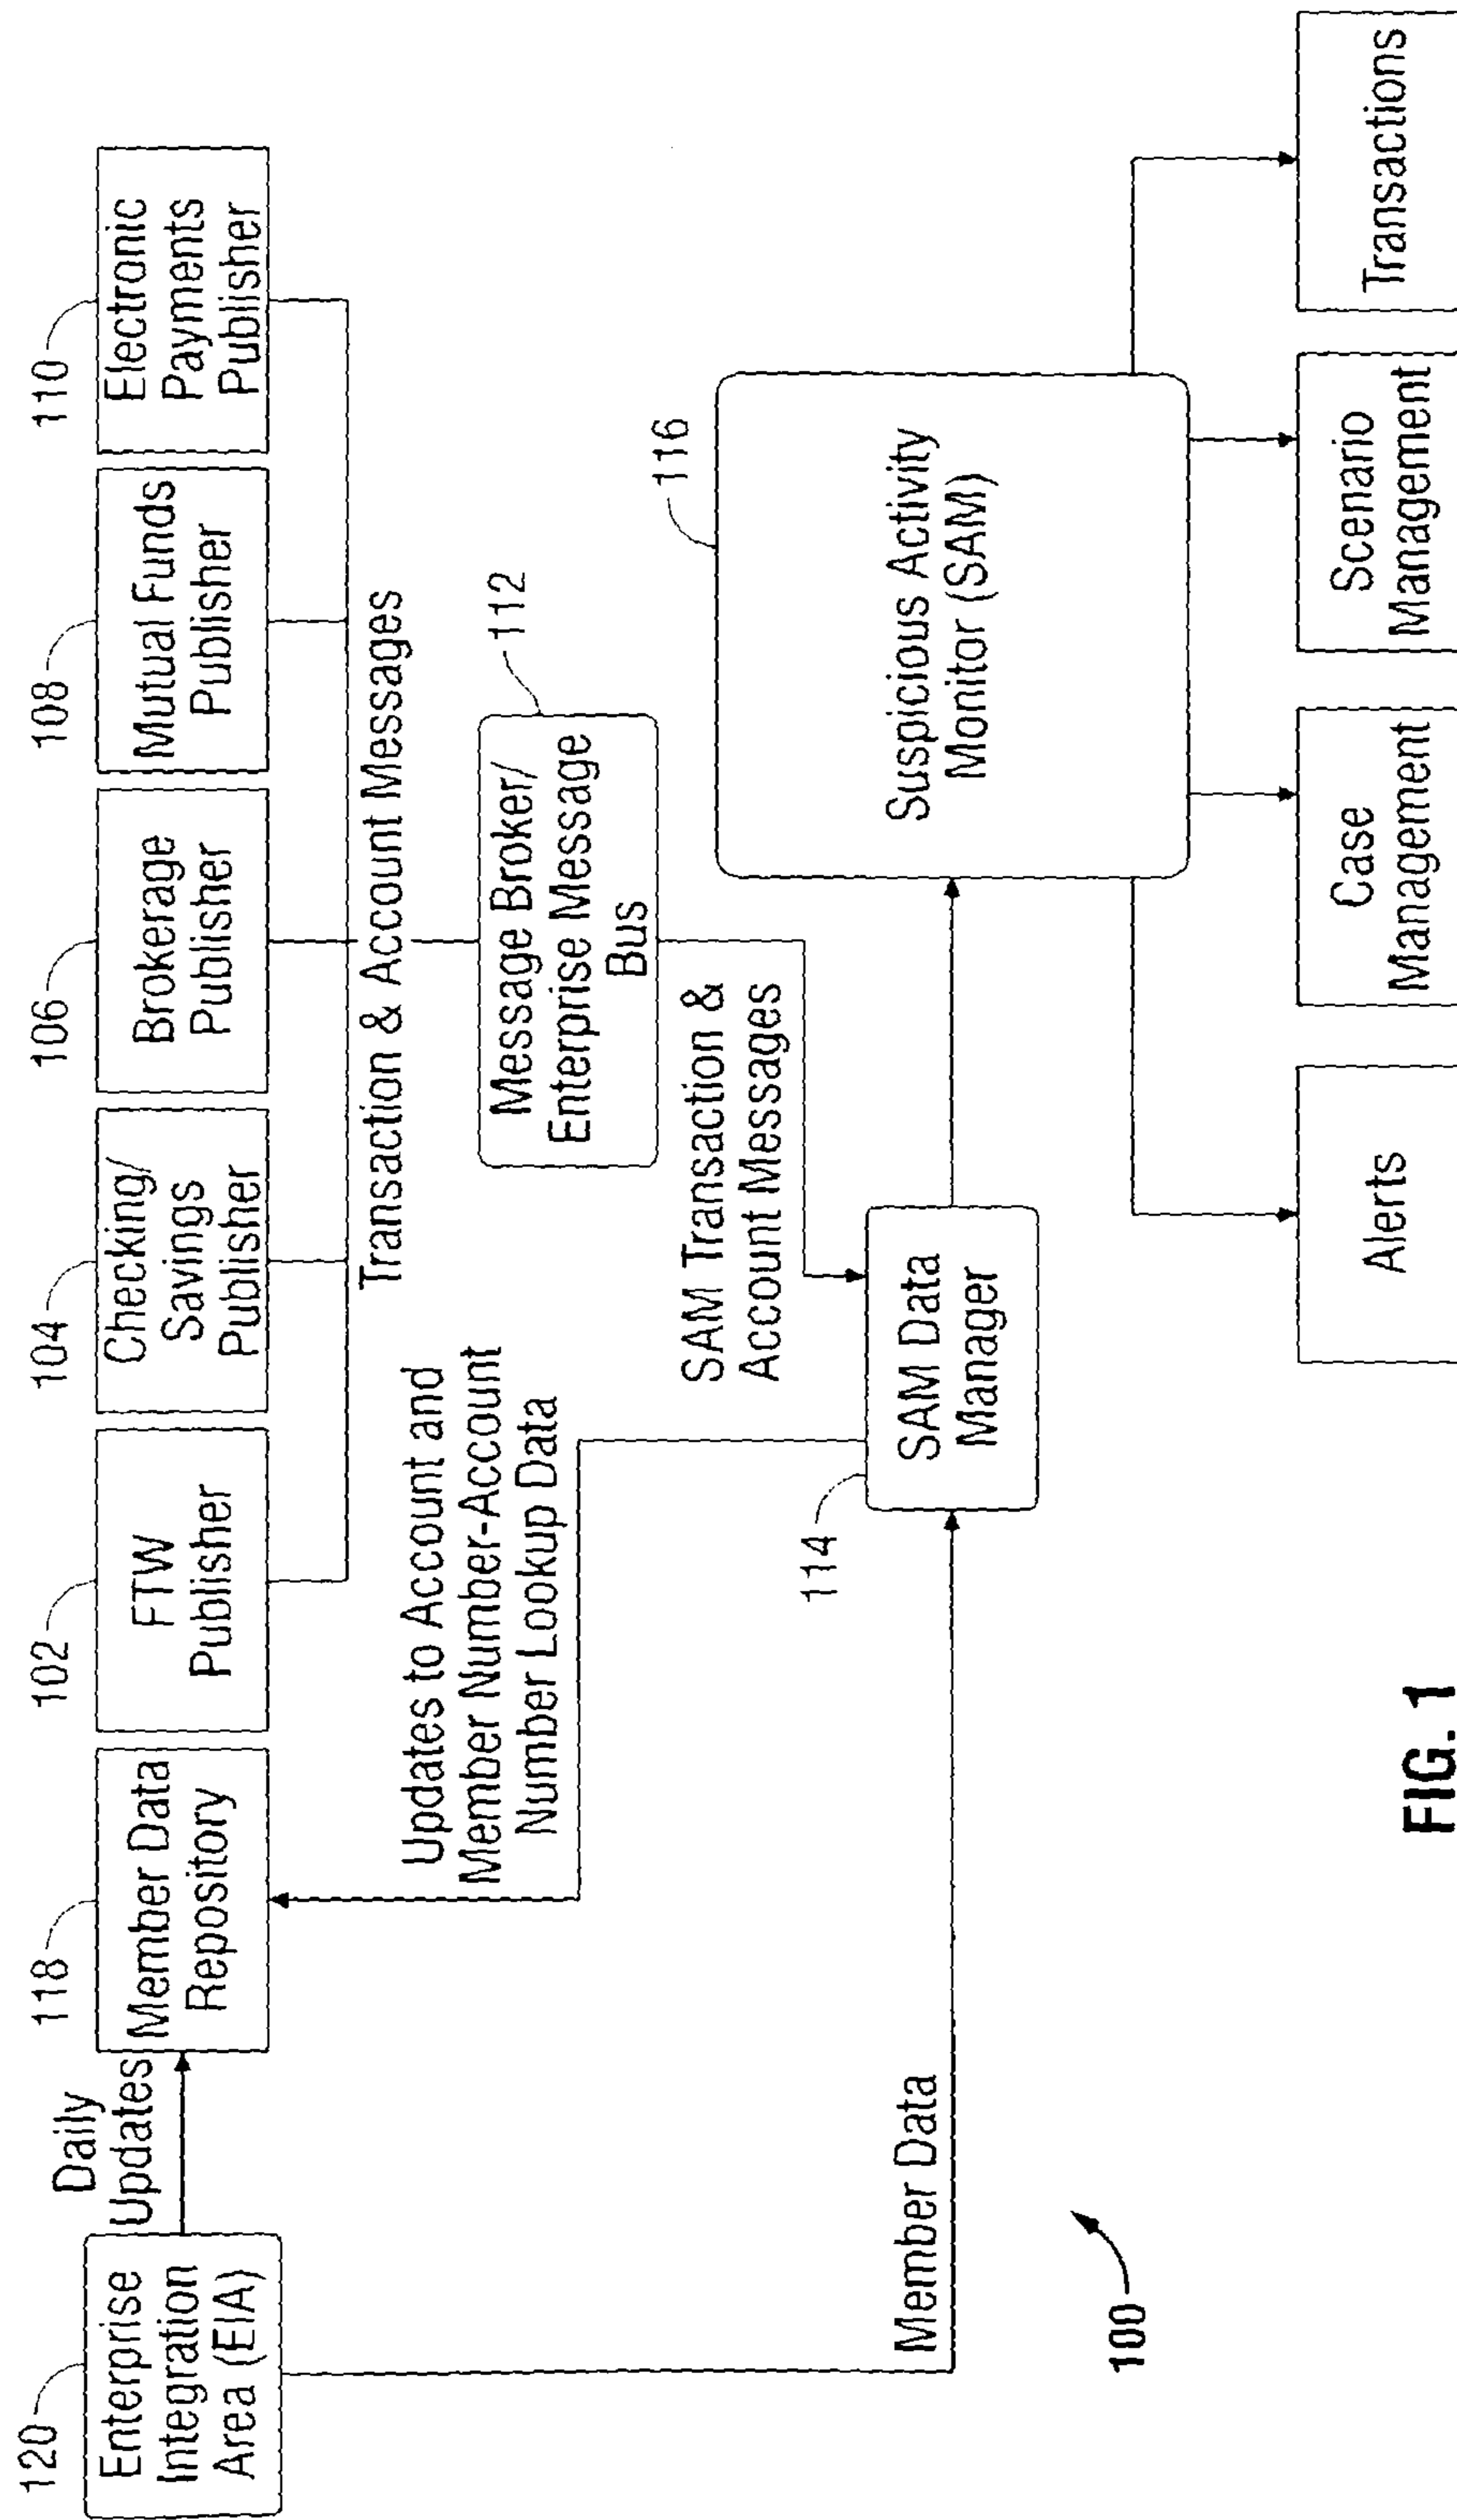 120
Enterprise
Integration
Area (EIA)
Daily
Updates
118
Member Data
Repository
102
FTW
Publisher
104
Checking/
Savings
Publisher
106
Brokerage
Publisher
108
Mutual Funds
Publisher
110
Electronic
Payments
Publisher
Transaction & Account Messages
Updates to Account and
Member Number-Account
Number Lookup Data
112
Message Broker/
Enterprise Message
Bus
SAM Transaction &
Account Messages
114
SAM Data
Manager
116
Suspicious Activity
Monitor (SAM)
Member Data
100
Alerts
Case
Management
Scenario
Management
Transactions
FIG. 1